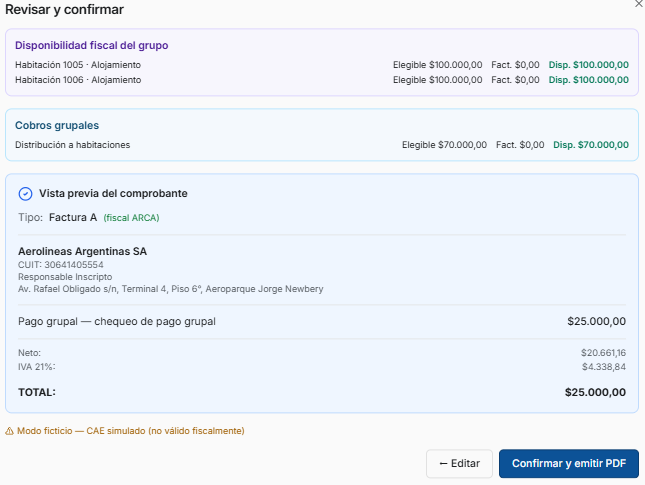 Revisar y confirmar
Disponibilidad fiscal del grupo
Habitación 1005 · Alojamiento Elegible $100.000,00 Fact. $0,00 Disp. $100.000,00
Habitación 1006 · Alojamiento Elegible $100.000,00 Fact. $0,00 Disp. $100.000,00
Cobros grupales
Distribución a habitaciones Elegible $70.000,00 Fact. $0,00 Disp. $70.000,00
Vista previa del comprobante
Tipo: Factura A (fiscal ARCA)
Aerolineas Argentinas SA
CUIT: 30641405554
Responsable Inscripto
Av. Rafael Obligado s/n, Terminal 4, Piso 6°, Aeroparque Jorge Newbery
Pago grupal — chequeo de pago grupal $25.000,00
Neto: $20.661,16
IVA 21%: $4.338,84
TOTAL: $25.000,00
Modo ficticio — CAE simulado (no válido fiscalmente)
← Editar Confirmar y emitir PDF